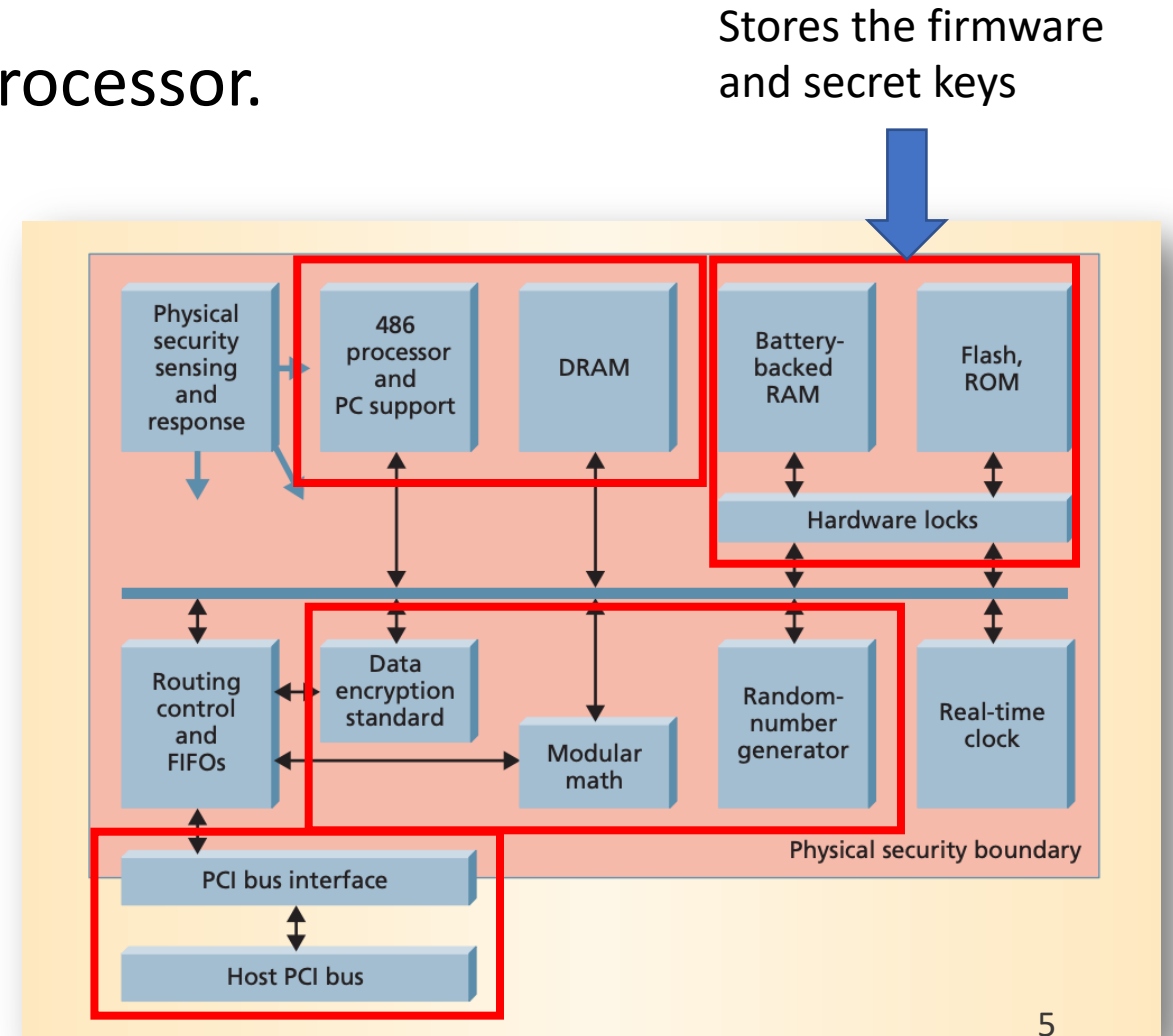 rocessor.
Stores the firmware
and secret keys
Physical
security
sensing
and
response
486
processor
and
PC support
DRAM
Battery-
backed
RAM
Flash,
ROM
Hardware locks
Routing
control
and
FIFOs
Data
encryption
standard
Modular
math
Random-
number
generator
Real-time
clock
Physical security boundary
PCI bus interface
Host PCI bus
5